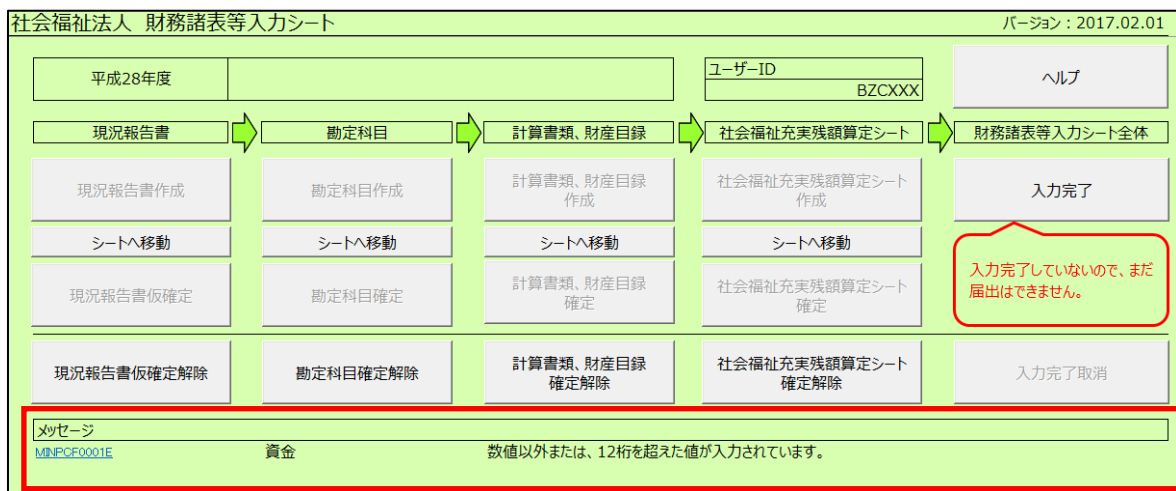 社会福祉法人 財務諸表等入力シート
バージョン：2017.02.01
平成28年度
ユーザーID
BZCXXX
ヘルプ
現況報告書
勘定科目
計算書類、財産目録
社会福祉充実残額算定シート
財務諸表等入力シート全体
現況報告書作成
勘定科目作成
計算書類、財産目録
作成
社会福祉充実残額算定シート
作成
入力完了
シートへ移動
シートへ移動
シートへ移動
シートへ移動
入力完了していないので、まだ
届出はできません。
現況報告書仮確定
勘定科目確定
計算書類、財産目録
確定
社会福祉充実残額算定シート
確定
現況報告書仮確定解除
勘定科目確定解除
計算書類、財産目録
確定解除
社会福祉充実残額算定シート
確定解除
入力完了取消
メッセージ
MINPCF0001E 資金 数値以外または、12桁を超えた値が入力されています。